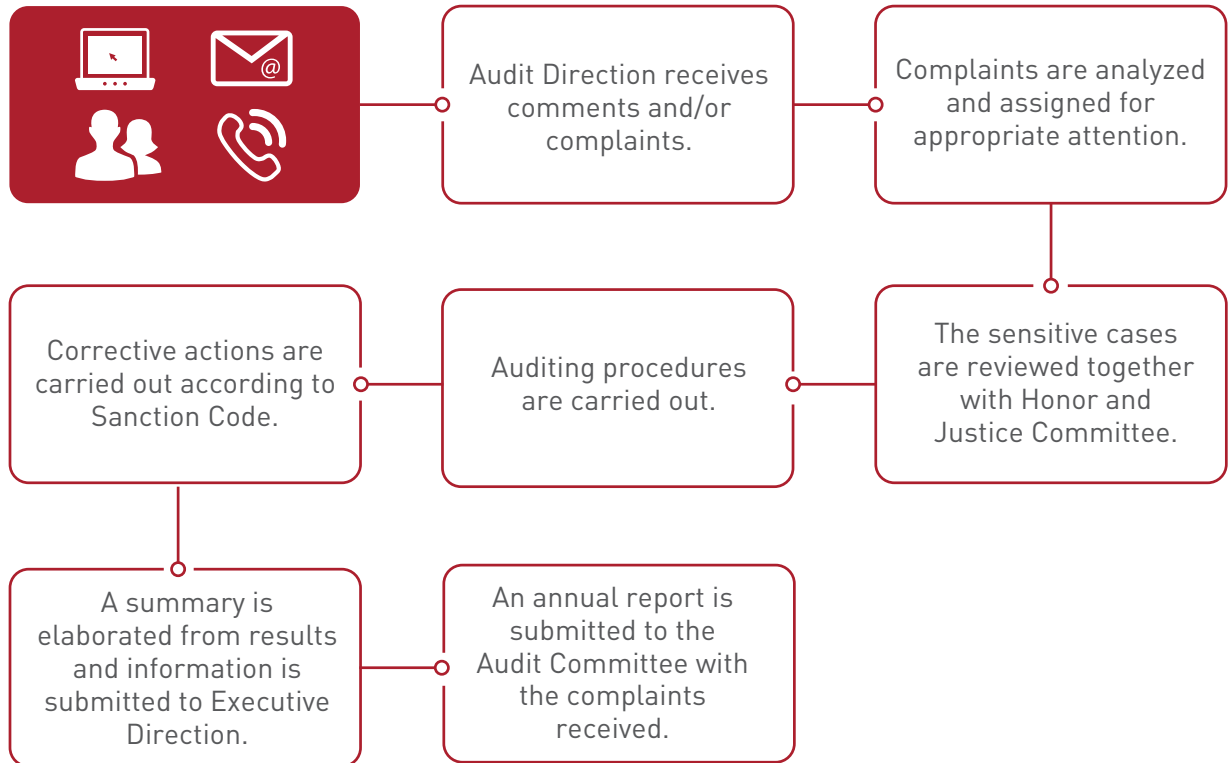 @
Audit Direction receives
comments and/or
complaints.
Complaints are analyzed
and assigned for
appropriate attention.
The sensitive cases
are reviewed together
with Honor and
Justice Committee.
Auditing procedures
are carried out.
Corrective actions are
carried out according to
Sanction Code.
A summary is
elaborated from results
and information is
submitted to Executive
Direction.
An annual report is
submitted to the
Audit Committee with
the complaints
received.